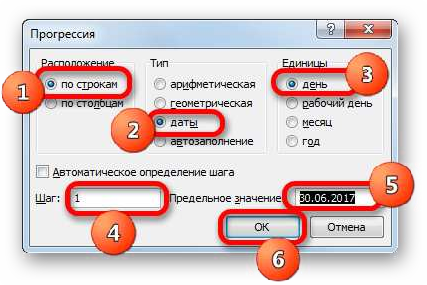 Прогрессия
Расположение Тип Единицы
1 по строкам арифметическая день 3
по столбцам геометрическая рабочий день
2 даты месяц
автозаполнение год
Автоматическое определение шага
Шаг: 1 Предельное значение: 30.06.2017 5
4 ОК Отмена
6